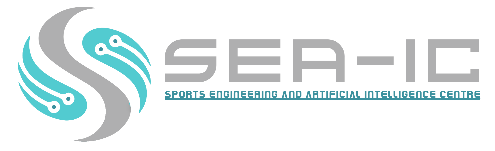 SEA-IC
SPORTS ENGINEERING AND ARTIFICIAL INTELLIGENCE CENTRE